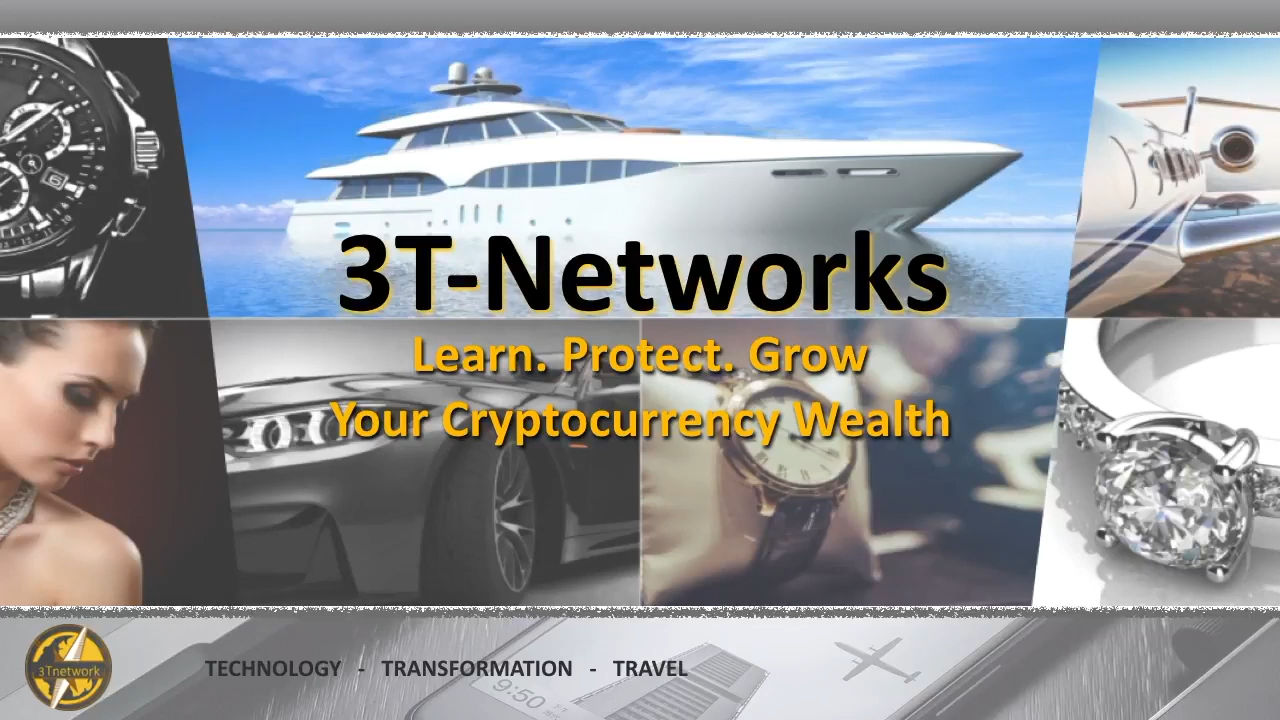 3T-Networks
Learn. Protect. Grow
Your Cryptocurrency Wealth
3Tnetwork
TECHNOLOGY - TRANSFORMATION - TRAVEL
9:50